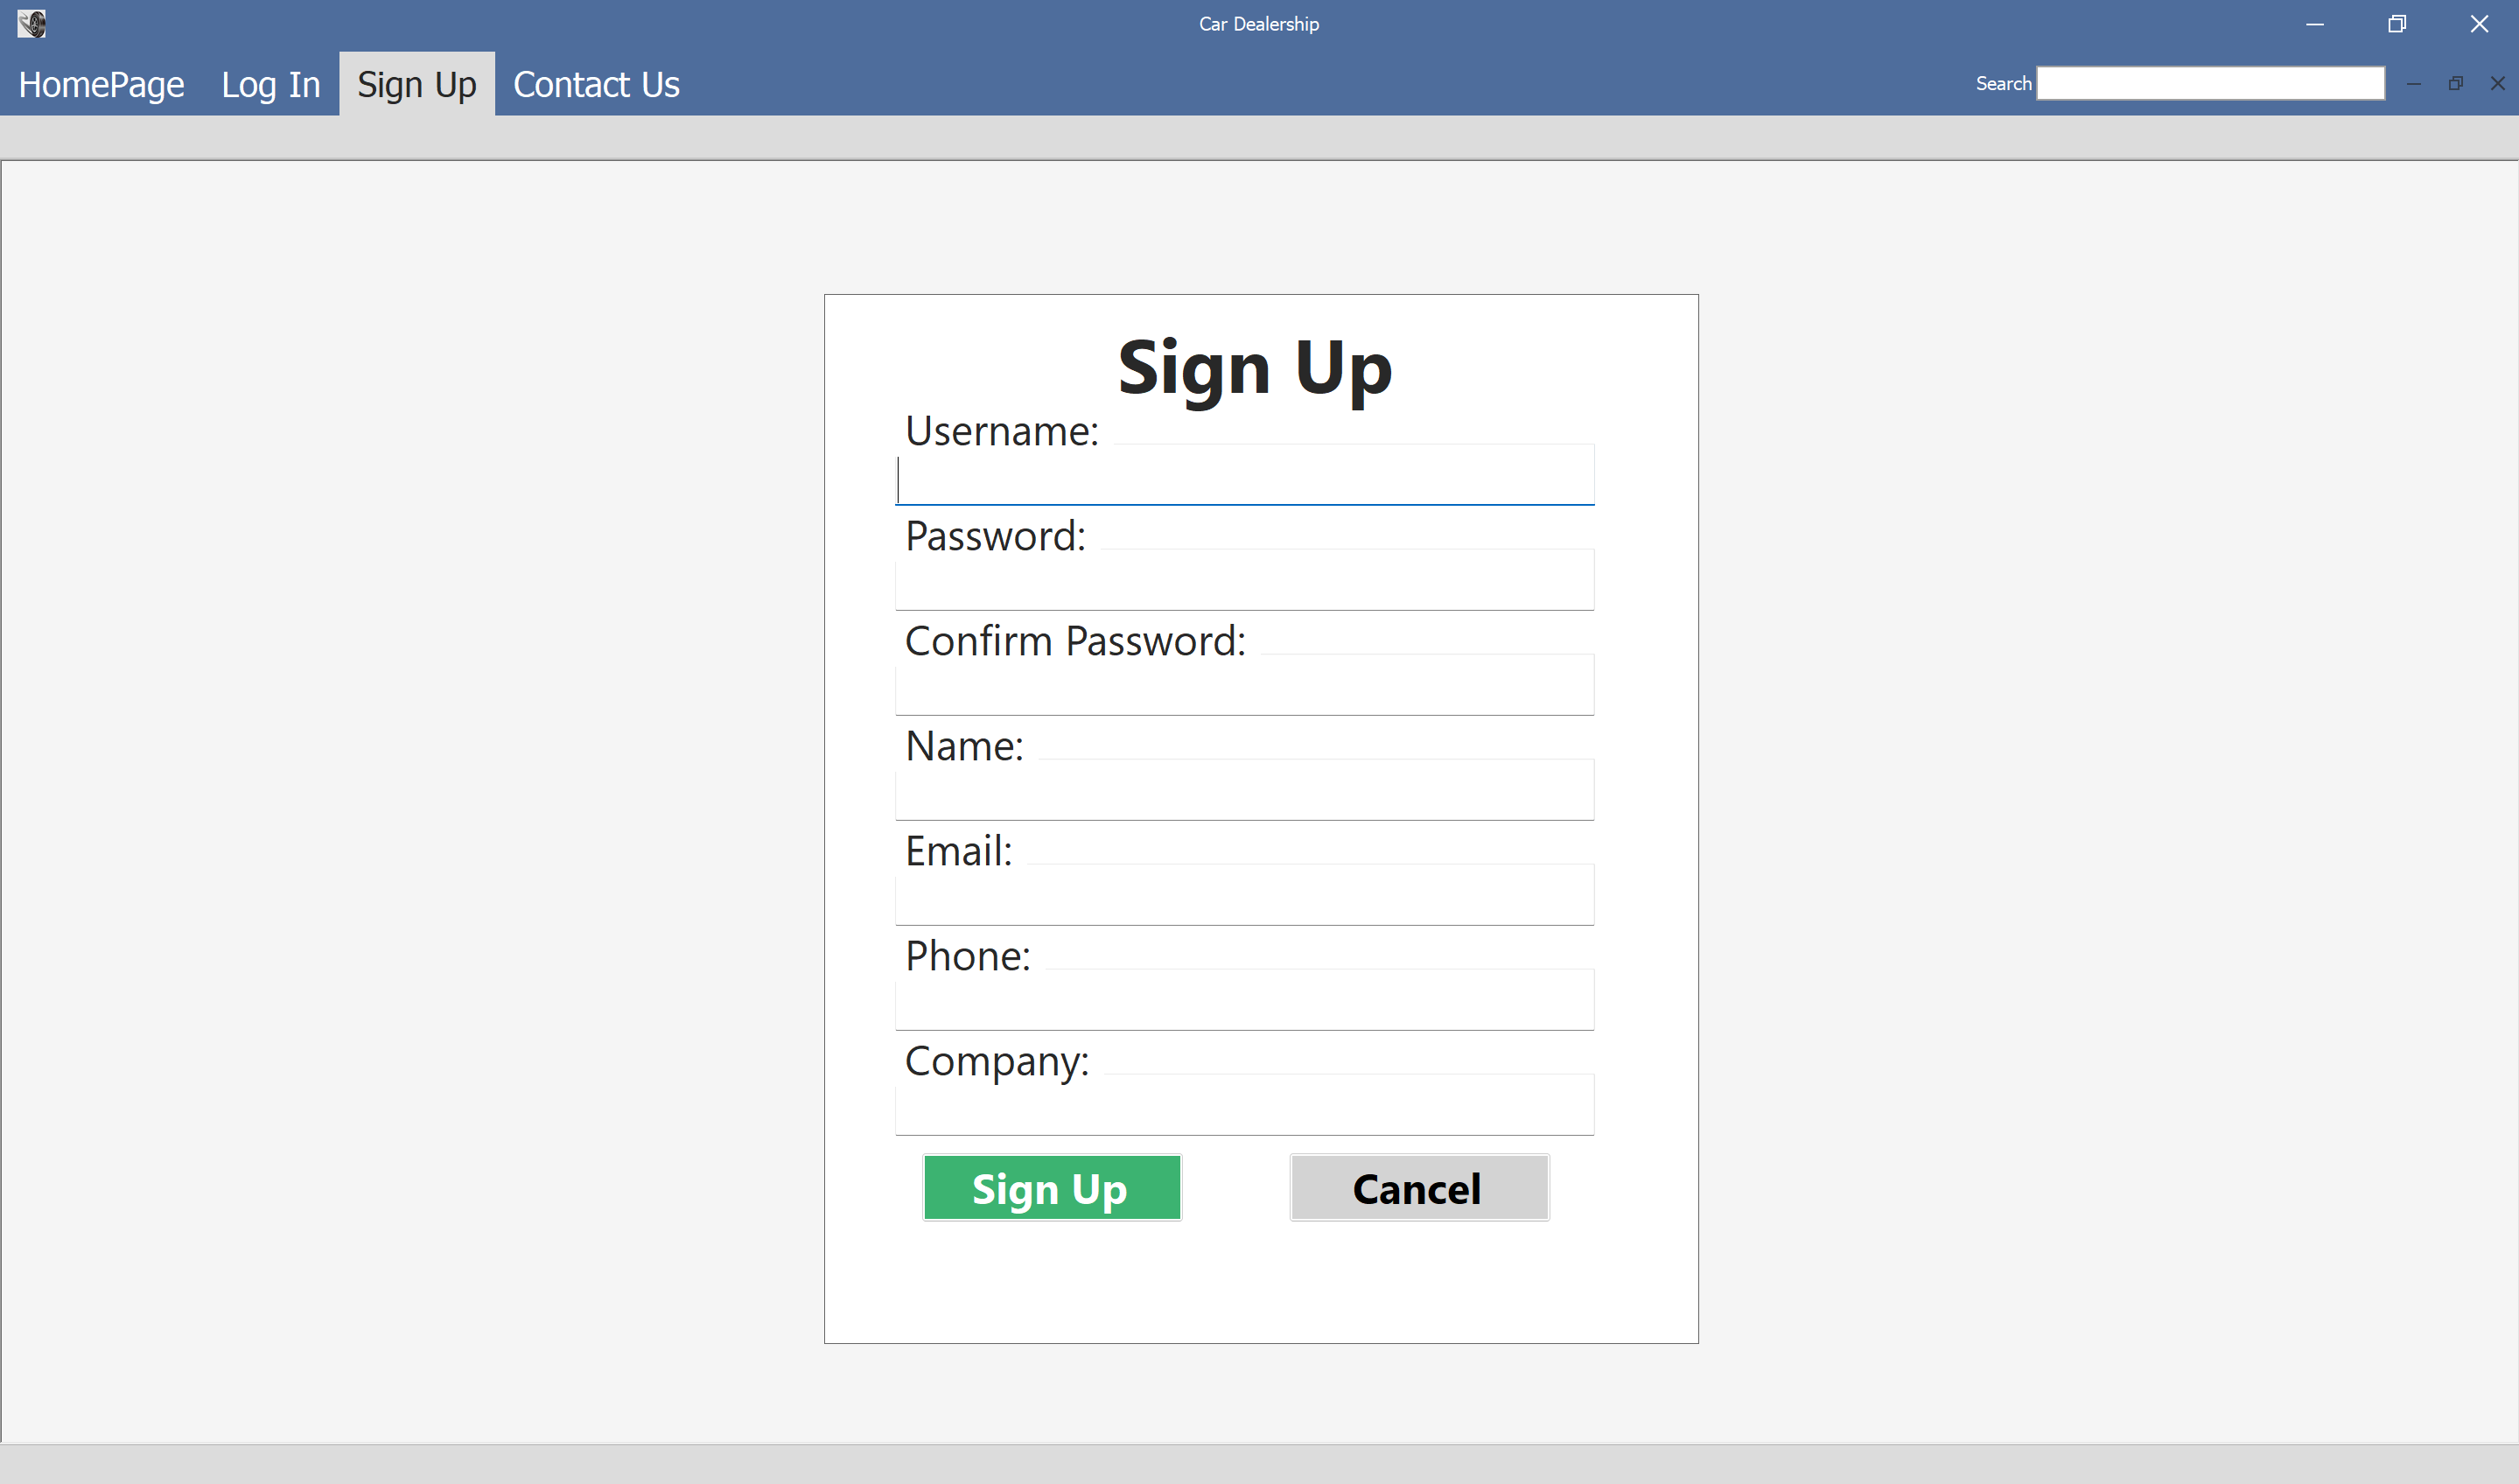 Car Dealership
HomePage Log In Sign Up Contact Us Search
Sign Up
Username:
Password:
Confirm Password:
Name:
Email:
Phone:
Company:
Sign Up Cancel